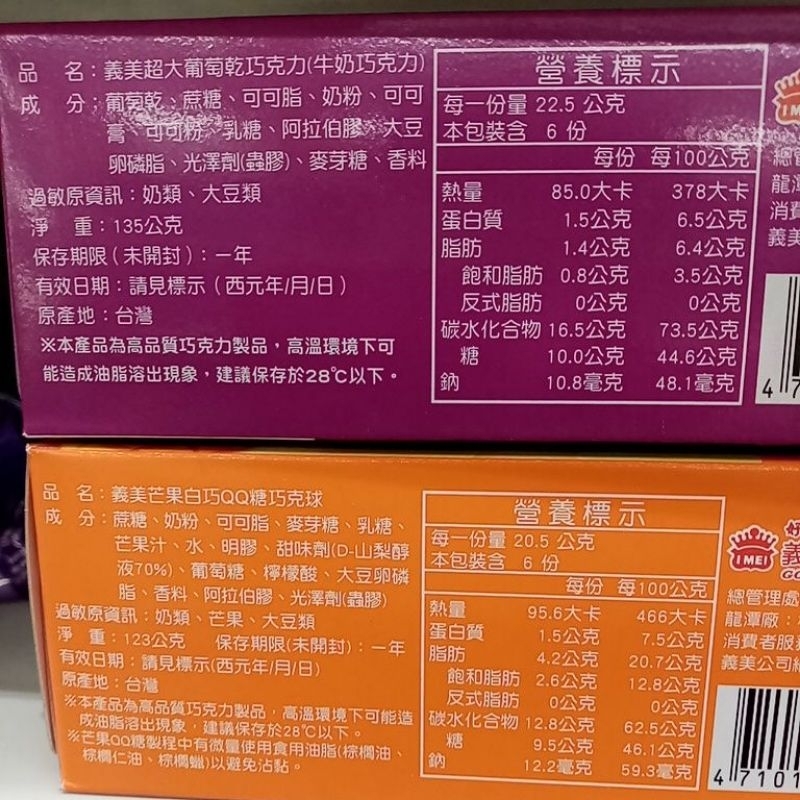 品 名：義美超大葡萄乾巧克力(牛奶巧克力)
成 分：葡萄乾、蔗糖、可可脂、奶粉、可可
膏、可可粉、乳糖、阿拉伯膠、大豆
卵磷脂、光澤劑(蟲膠)、麥芽糖、香料
過敏原資訊：奶類、大豆類
淨 重：135公克
保存期限(未開封)：一年
有效日期：請見標示(西元年/月/日)
原產地：台灣
※本產品為高品質巧克力製品，高溫環境下可
能造成油脂溶出現象，建議保存於28℃以下。
營養標示
每一份量 22.5 公克
本包裝含 6 份
每份 每100公克
熱量 85.0大卡 378大卡
蛋白質 1.5公克 6.5公克
脂肪 1.4公克 6.4公克
飽和脂肪 0.8公克 3.5公克
反式脂肪 0公克 0公克
碳水化合物 16.5公克 73.5公克
糖 10.0公克 44.6公克
鈉 10.8毫克 48.1毫克
總管
龍潭
消費
義美
4 7
品 名：義美芒果白巧QQ糖巧克球
成 分：蔗糖、奶粉、可可脂、麥芽糖、乳糖、
芒果汁、水、明膠、甜味劑(D-山梨醇
液70%)、葡萄糖、檸檬酸、大豆卵磷
脂、香料、阿拉伯膠、光澤劑(蟲膠)
過敏原資訊：奶類、芒果、大豆類
淨 重：123公克 保存期限(未開封)：一年
有效日期：請見標示(西元年/月/日)
原產地：台灣
※本產品為高品質巧克力製品，高溫環境下可能造
成油脂溶出現象，建議保存於28℃以下。
※芒果QQ糖製程中有微量使用食用油脂(棕櫚油、
棕櫚仁油、棕櫚蠟)以避免沾黏。
營養標示
每一份量 20.5 公克
本包裝含 6 份
每份 每100公克
熱量 95.6大卡 466大卡
蛋白質 1.5公克 7.5公克
脂肪 4.2公克 20.7公克
飽和脂肪 2.6公克 12.8公克
反式脂肪 0公克 0公克
碳水化合物 12.8公克 62.5公克
糖 9.5公克 46.1公克
鈉 12.2毫克 59.3毫克
I MEI
義
總管理處
龍潭廠：
消費者服務
義美公司
4 7101